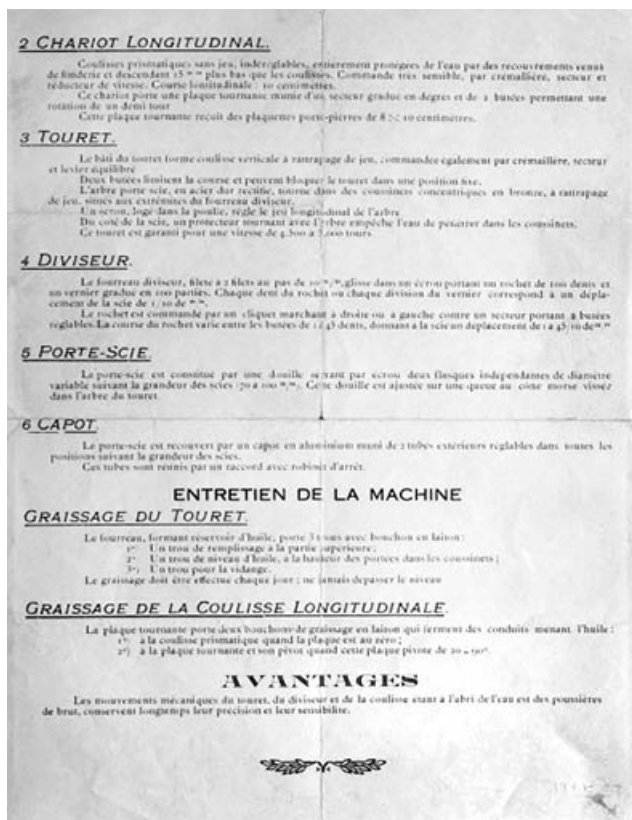 2 CHARIOT LONGITUDINAL.
Coulisses prismatiques sans jeu, indéréglables, entièrement protégées de l'eau par des recouvrements venus
de fonderie et descendant 15 m/m plus bas que les coulisses. Commande très sensible, par crémaillère, secteur et
réducteur de vitesse. Course longitudinale : 10 centimètres.
Ce chariot porte une plaque tournante munie d'un secteur gradué en degrés et de 2 butées permettant une
rotation de un demi tour
Cette plaque tournante reçoit des plaquettes porte-pierres de 8 × 10 centimètres.
3 TOURET.
Le bâti du touret forme coulisse verticale à rattrapage de jeu, commandée également par crémaillère, secteur
et levier équilibré
Deux butées limitent la course et peuvent bloquer le touret dans une position fixe.
L'arbre porte scie, en acier dur rectifié, tourne dans des coussinets concentriques en bronze, à rattrapage
de jeu, situés aux extrémités du fourreau diviseur.
Un écrou, logé dans la poulie, règle le jeu longitudinal de l'arbre
Du côté de la scie, un protecteur tournant avec l'arbre empêche l'eau de pénétrer dans les coussinets.
Ce touret est garanti pour une vitesse de 4.500 à 5.000 tours
4 DIVISEUR.
Le fourreau diviseur, fileté à 2 filets au pas de 10 m/m, glisse dans un écrou portant un rochet de 100 dents et
un vernier gradué en 100 parties. Chaque dent du rochet ou chaque division du vernier correspond à un dépla-
cement de la scie de 1/10 de m/m.
Le rochet est commandé par un cliquet marchant à droite ou à gauche contre un secteur portant 2 butées
réglables. La course du rochet varie entre les butées de 1 à 45 dents, donnant à la scie un déplacement de 1 à 45/10 de m/m
5 PORTE-SCIE.
Le porte-scie est constitué par une douille serrant par écrou deux flasques indépendantes de diamètre
variable suivant la grandeur des scies (70 à 100 m/m). Cette douille est ajustée sur une queue au cône morse vissée
dans l'arbre du touret
6 CAPOT.
Le porte-scie est recouvert par un capot en aluminium muni de 2 tubes extérieurs réglables dans toutes les
positions suivant la grandeur des scies.
Ces tubes sont réunis par un raccord avec robinet d'arrêt.
ENTRETIEN DE LA MACHINE
GRAISSAGE DU TOURET.
Le fourreau, formant réservoir d'huile, porte 3 trous avec bouchon en laiton :
1º Un trou de remplissage à la partie supérieure ;
2º Un trou de niveau d'huile, à la hauteur des portées dans les coussinets ;
3º Un trou pour la vidange.
Le graissage doit être effectué chaque jour ; ne jamais dépasser le niveau
GRAISSAGE DE LA COULISSE LONGITUDINALE.
La plaque tournante porte deux bouchons de graissage en laiton qui ferment des conduits menant l'huile :
1º) à la coulisse prismatique quand la plaque est au zéro ;
2º) à la plaque tournante et son pivot quand cette plaque pivote de 20 - 90º.
AVANTAGES
Les mouvements mécaniques du touret, du diviseur et de la coulisse étant à l'abri de l'eau est des poussières
de brut, conservent longtemps leur précision et leur sensibilité.